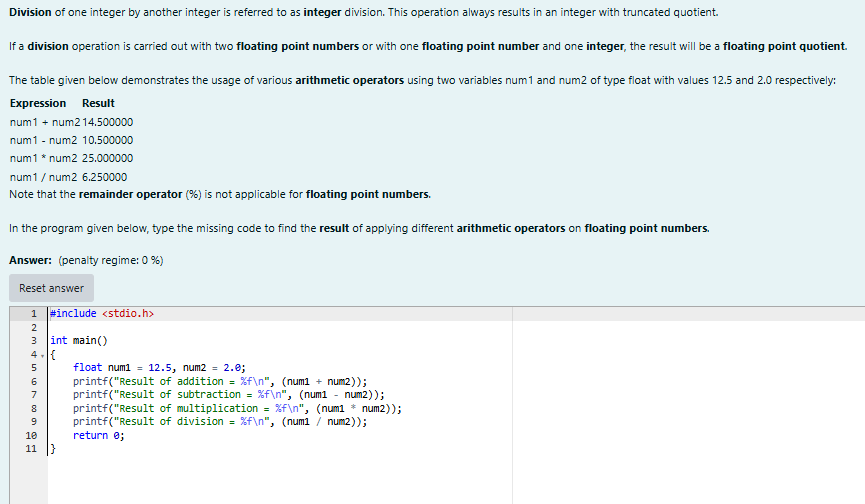 Division of one integer by another integer is referred to as integer division. This operation always results in an integer with truncated quotient.
If a division operation is carried out with two floating point numbers or with one floating point number and one integer, the result will be a floating point quotient.
The table given below demonstrates the usage of various arithmetic operators using two variables num1 and num2 of type float with values 12.5 and 2.0 respectively:
Expression Result
num1 + num2 14.500000
num1 - num2 10.500000
num1 * num2 25.000000
num1 / num2 6.250000
Note that the remainder operator (%) is not applicable for floating point numbers.
In the program given below, type the missing code to find the result of applying different arithmetic operators on floating point numbers.
Answer: (penalty regime: 0 %)
Reset answer
1 #include <stdio.h>
2
3 int main()
4 {
5 float num1 = 12.5, num2 = 2.0;
6 printf("Result of addition = %f\n", (num1 + num2));
7 printf("Result of subtraction = %f\n", (num1 - num2));
8 printf("Result of multiplication = %f\n", (num1 * num2));
9 printf("Result of division = %f\n", (num1 / num2));
10 return 0;
11 }